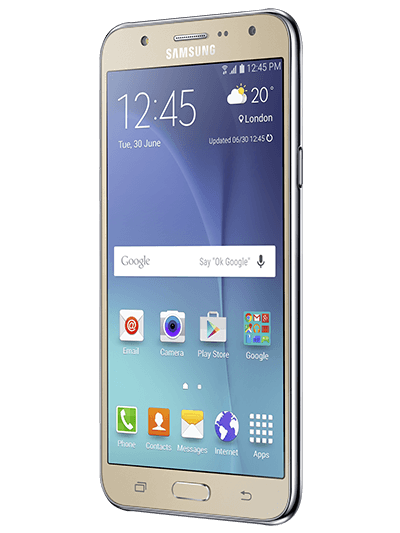 SAMSUNG
12:45 PM
12:45
20°
London
Tue, 30 June
Updated 06/30 12:45
Google
Say "Ok Google"
Email
Camera
Play Store
Google
Phone
Contacts
Messages
Internet
Apps